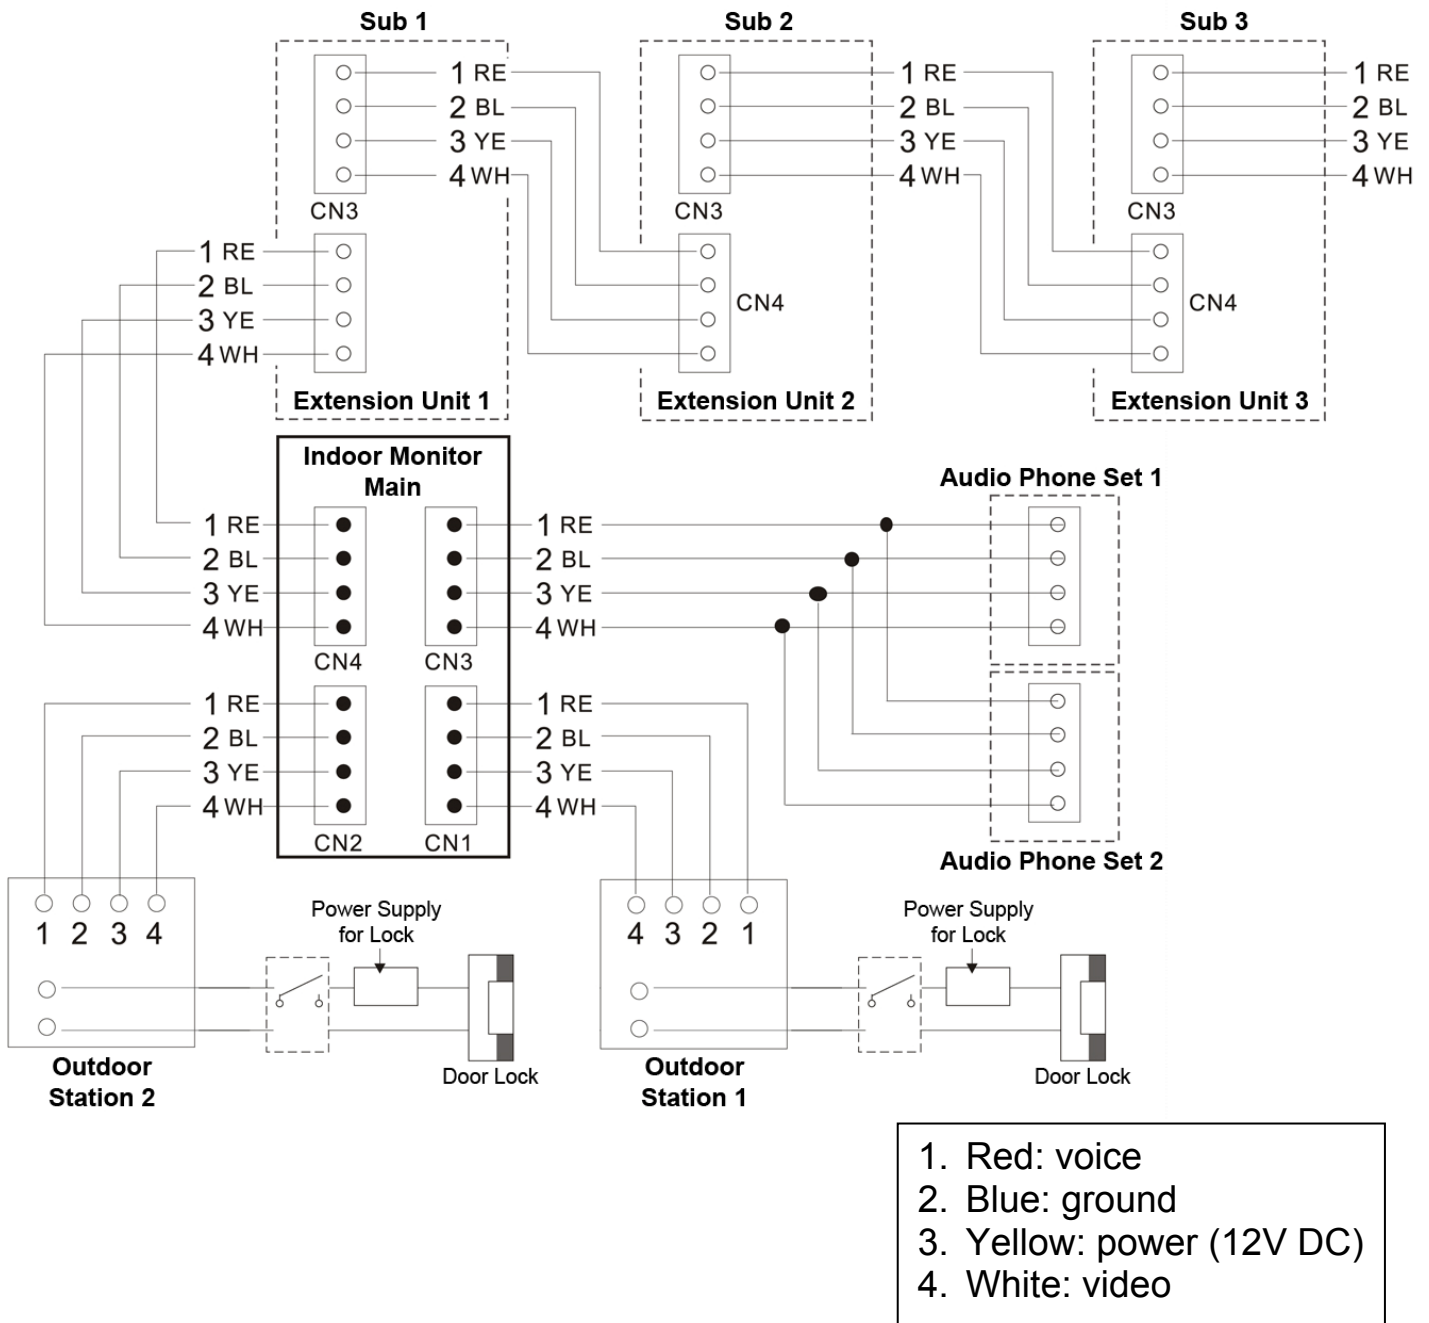 Sub 1
Sub 2
Sub 3
1 RE
2 BL
3 YE
4 WH
CN3
1 RE
2 BL
3 YE
4 WH
CN3
1 RE
2 BL
3 YE
4 WH
CN3
1 RE
2 BL
3 YE
4 WH
CN4
CN4
Extension Unit 1
Extension Unit 2
Extension Unit 3
Indoor Monitor
Main
1 RE
2 BL
3 YE
4 WH
CN4
CN3
1 RE
2 BL
3 YE
4 WH
Audio Phone Set 1
1 RE
2 BL
3 YE
4 WH
CN2
CN1
1 RE
2 BL
3 YE
4 WH
Audio Phone Set 2
1 2 3 4
Power Supply
for Lock
Door Lock
Outdoor
Station 2
4 3 2 1
Power Supply
for Lock
Door Lock
Outdoor
Station 1
1. Red: voice
2. Blue: ground
3. Yellow: power (12V DC)
4. White: video